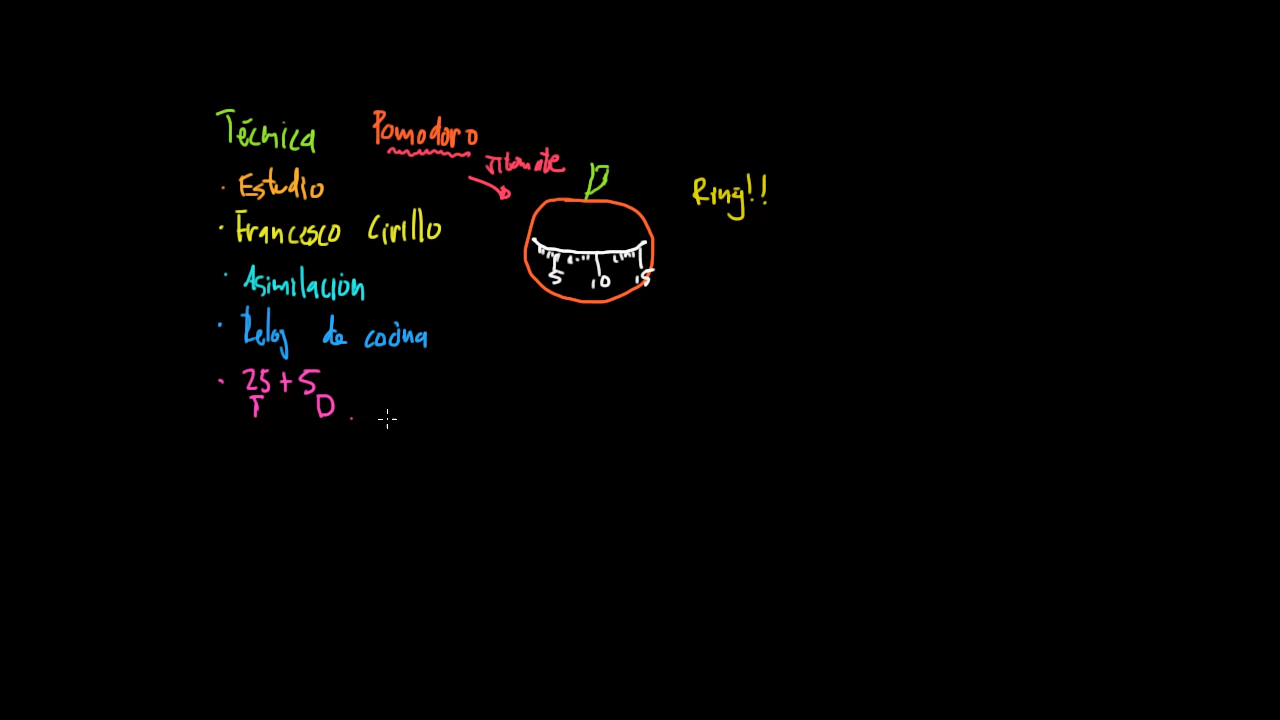 Técnica Pomodoro
Jitomate
Ring!!
· Estudio
· Francesco Cirillo
5 10 15
· Asimilación
· Reloj de cocina
· 25 + 5
T D